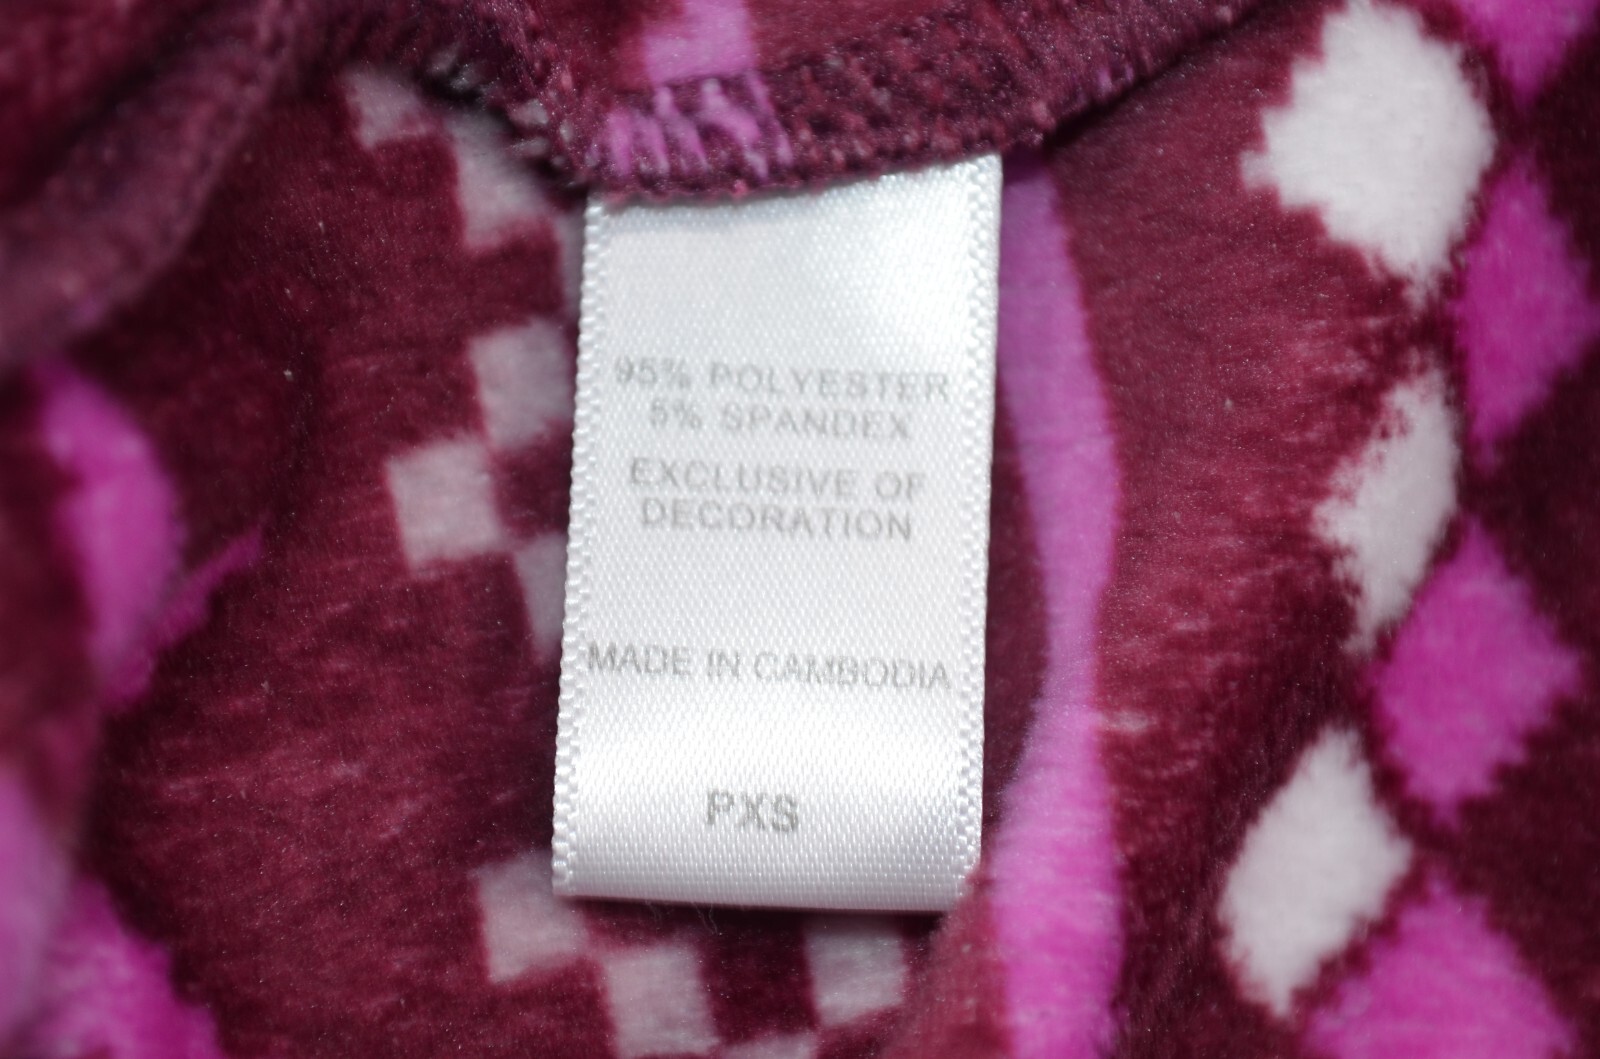 95% POLYESTER
5% SPANDEX
EXCLUSIVE OF
DECORATION
MADE IN CAMBODIA
PXS